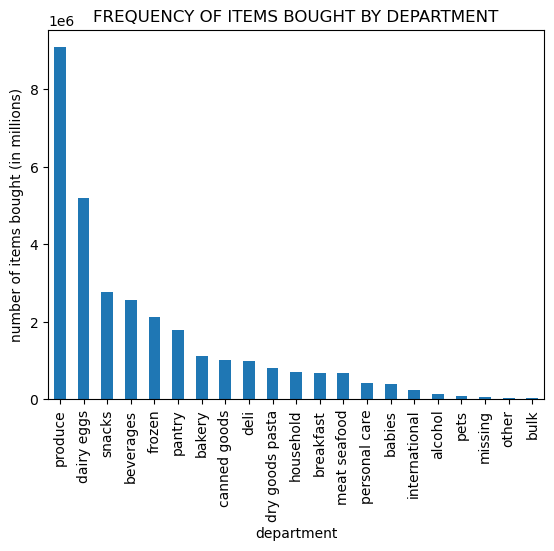 FREQUENCY OF ITEMS BOUGHT BY DEPARTMENT
1e6
8
6
4
2
0
number of items bought (in millions)
produce
dairy eggs
snacks
beverages
frozen
pantry
bakery
canned goods
deli
dry goods pasta
household
breakfast
meat seafood
personal care
babies
international
alcohol
pets
missing
other
bulk
department